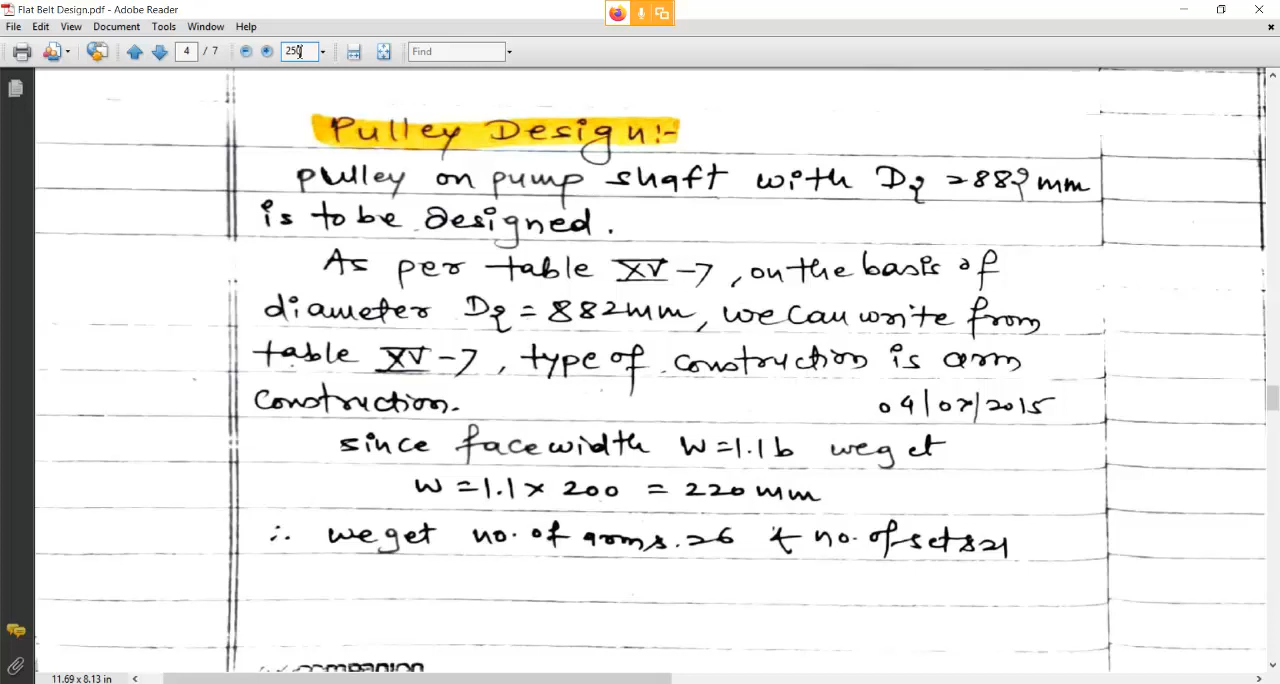 Flat Belt Design.pdf - Adobe Reader
File Edit View Document Tools Window Help
4 / 7 250 Find
Pulley Design:-
Pulley on pump shaft with D2 = 882 mm
is to be designed.
As per table XV-7, on the basis of
diameter D2 = 882mm, we can write from
table XV-7, type of construction is arm
construction. 04/07/2015
since face width W = 1.1b we get
W = 1.1 x 200 = 220 mm
∴ we get no. of arms = 6 & no. of sets = 1
companion
11.69 x 8.13 in